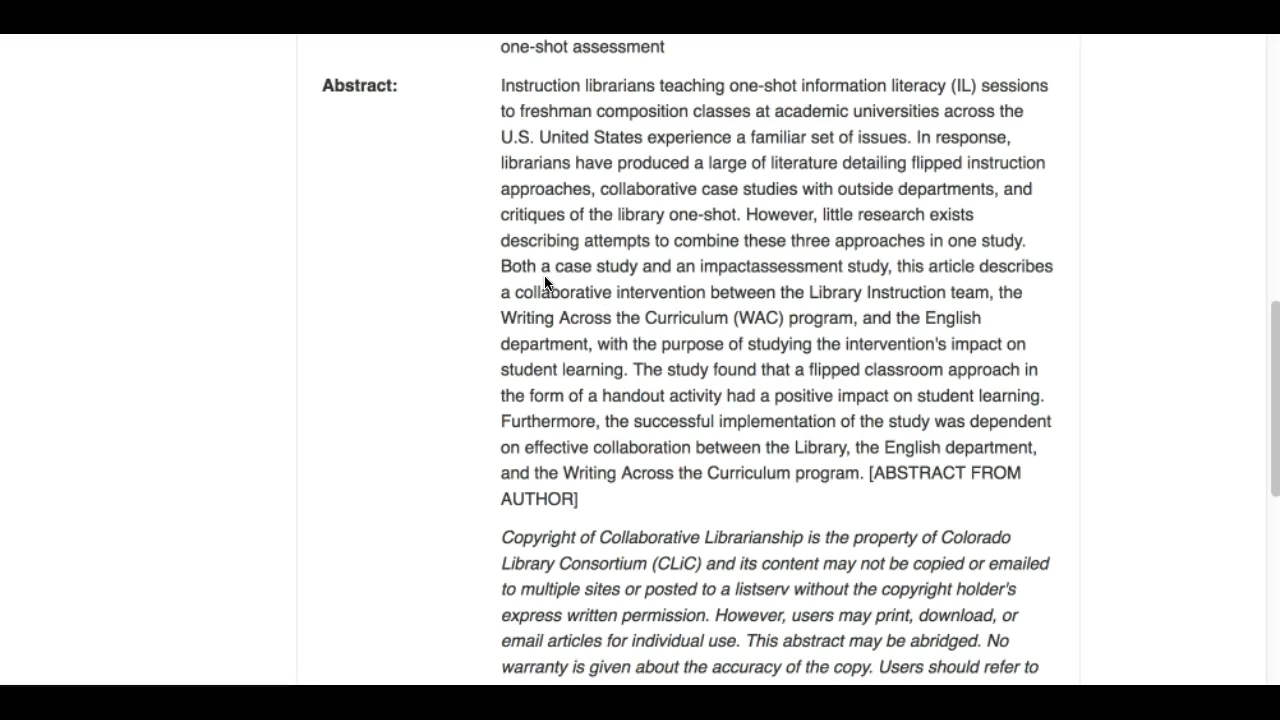 one-shot assessment
Abstract:
Instruction librarians teaching one-shot information literacy (IL) sessions
to freshman composition classes at academic universities across the
U.S. United States experience a familiar set of issues. In response,
librarians have produced a large of literature detailing flipped instruction
approaches, collaborative case studies with outside departments, and
critiques of the library one-shot. However, little research exists
describing attempts to combine these three approaches in one study.
Both a case study and an impactassessment study, this article describes
a collaborative intervention between the Library Instruction team, the
Writing Across the Curriculum (WAC) program, and the English
department, with the purpose of studying the intervention's impact on
student learning. The study found that a flipped classroom approach in
the form of a handout activity had a positive impact on student learning.
Furthermore, the successful implementation of the study was dependent
on effective collaboration between the Library, the English department,
and the Writing Across the Curriculum program. [ABSTRACT FROM
AUTHOR]
Copyright of Collaborative Librarianship is the property of Colorado
Library Consortium (CLiC) and its content may not be copied or emailed
to multiple sites or posted to a listserv without the copyright holder's
express written permission. However, users may print, download, or
email articles for individual use. This abstract may be abridged. No
warranty is given about the accuracy of the copy. Users should refer to